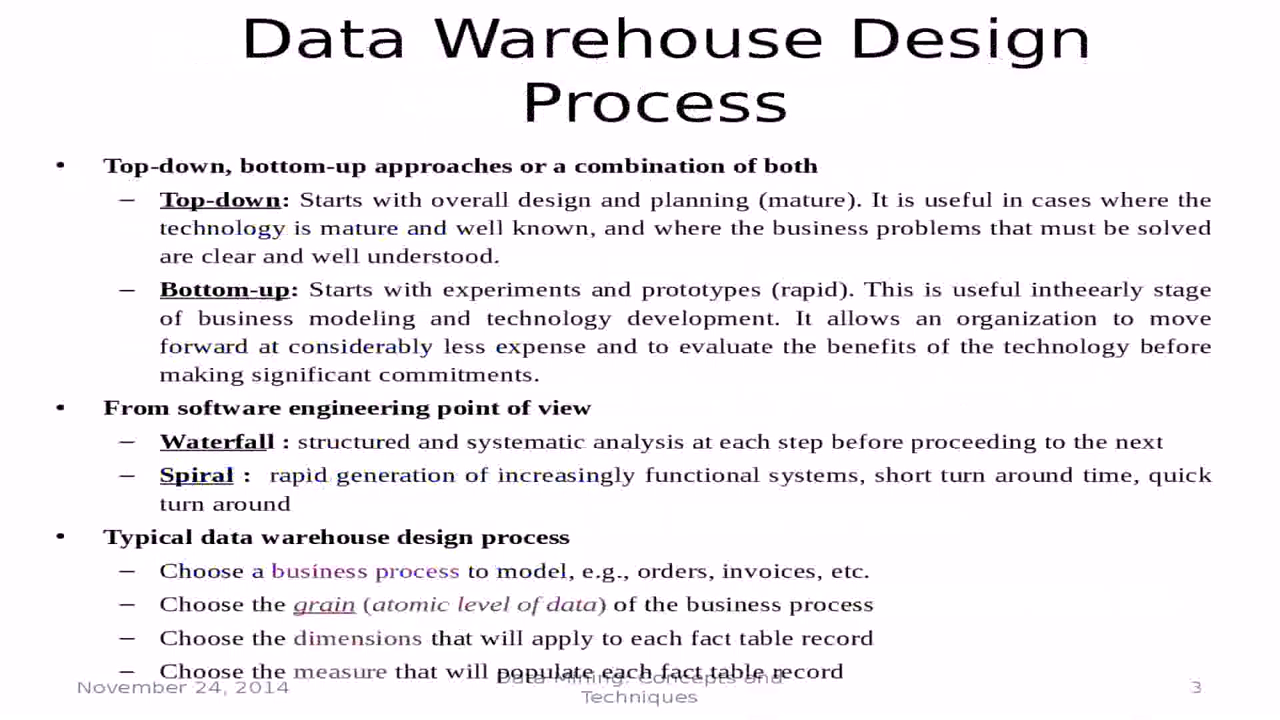 Data Warehouse Design
Process
• Top-down, bottom-up approaches or a combination of both
– Top-down: Starts with overall design and planning (mature). It is useful in cases where the
technology is mature and well known, and where the business problems that must be solved
are clear and well understood.
– Bottom-up: Starts with experiments and prototypes (rapid). This is useful intheearly stage
of business modeling and technology development. It allows an organization to move
forward at considerably less expense and to evaluate the benefits of the technology before
making significant commitments.
• From software engineering point of view
– Waterfall : structured and systematic analysis at each step before proceeding to the next
– Spiral : rapid generation of increasingly functional systems, short turn around time, quick
turn around
• Typical data warehouse design process
– Choose a business process to model, e.g., orders, invoices, etc.
– Choose the grain (atomic level of data) of the business process
– Choose the dimensions that will apply to each fact table record
– Choose the measure that will populate each fact table record
November 24, 2014
Data Mining: Concepts and
Techniques
3